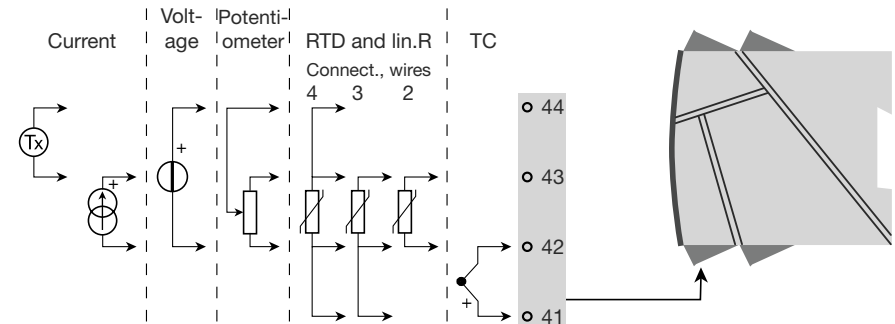 Current
Volt-
age
Potenti-
ometer
RTD and lin.R
Connect., wires
4 3 2
TC
Tx
+
+
+
44
43
42
41